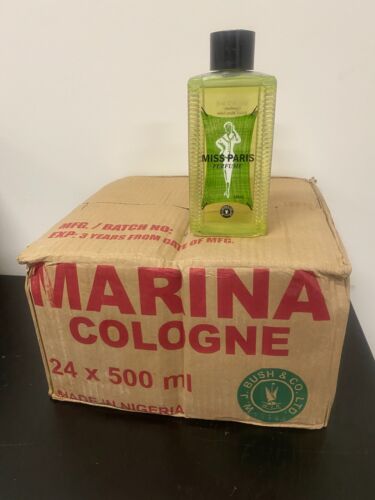 MISS PARIS
PERFUME
MFG. / BATCH NO:
EXP: 3 YEARS FROM DATE OF MFG.
MARINA
COLOGNE
24 x 500 ml
MADE IN NIGERIA
W. J. BUSH & CO. LTD